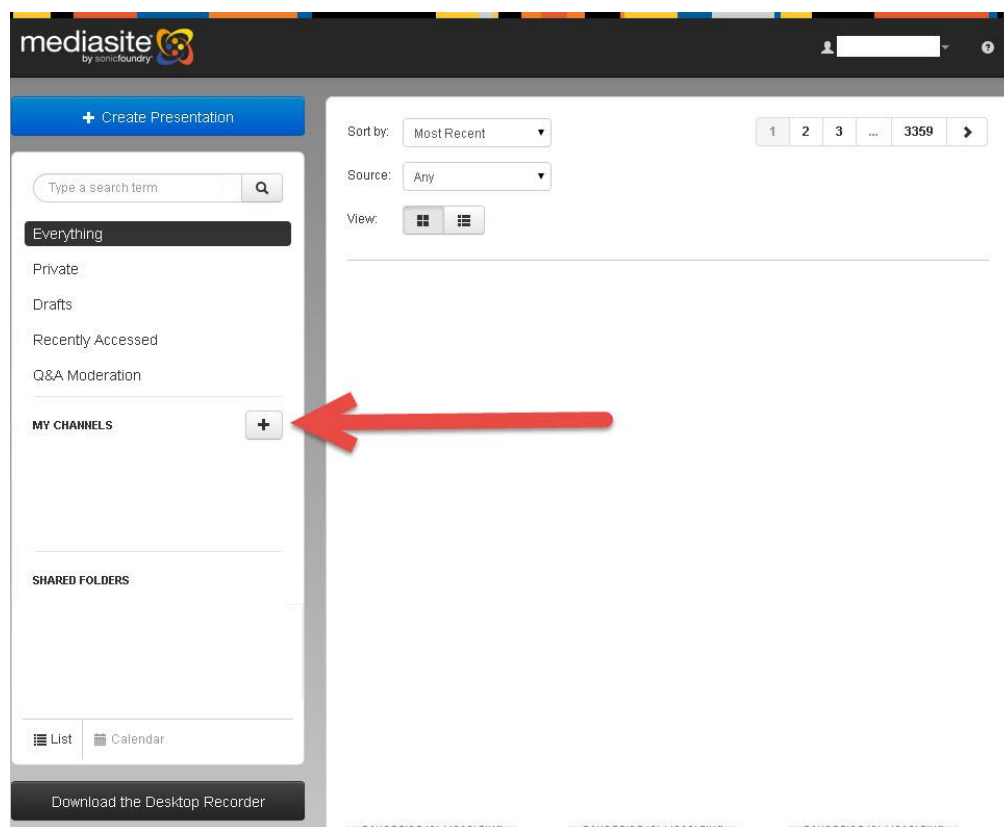 mediasite
by sonicfoundry
+ Create Presentation
Type a search term
Everything
Private
Drafts
Recently Accessed
Q&A Moderation
MY CHANNELS +
SHARED FOLDERS
List Calendar
Download the Desktop Recorder
Sort by: Most Recent
1 2 3 ... 3359
Source: Any
View: